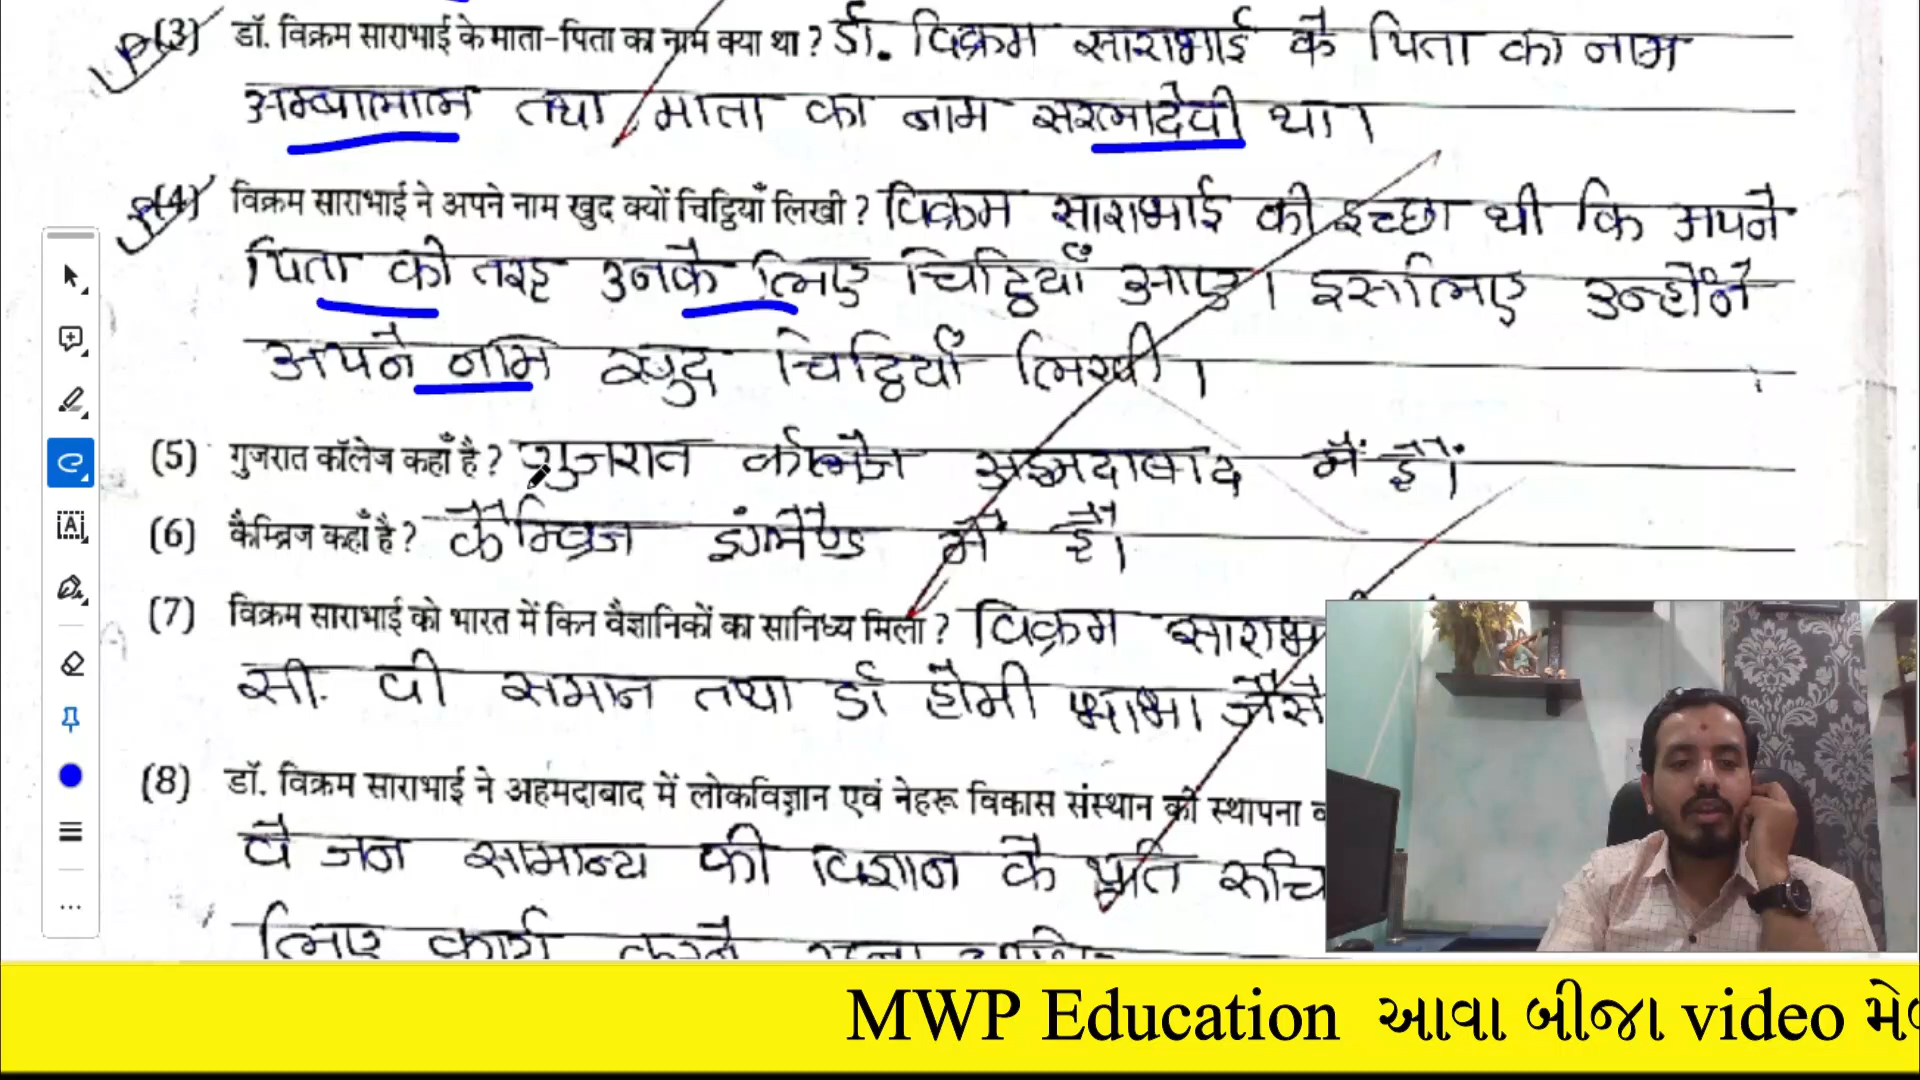 (3) डॉ. विक्रम साराभाई के माता-पिता का नाम क्या था ? डॉ. विक्रम साराभाई के पिता का नाम
अम्बालाल तथा माता का नाम सरलादेवी था।
(4) विक्रम साराभाई ने अपने नाम खुद क्यों चिट्ठियाँ लिखी ? विक्रम साराभाई की इच्छा थी कि अपने
पिता की तरह उनके लिए चिट्ठियाँ आए। इसलिए उन्होंने
अपने नाम खुद चिट्ठियाँ लिखी।
(5) गुजरात कॉलेज कहाँ है ? गुजरात कॉलेज अहमदाबाद में है।
(6) कैम्ब्रिज कहाँ है ? कैम्ब्रिज इंग्लैण्ड में है।
(7) विक्रम साराभाई को भारत में किन वैज्ञानिकों का सानिध्य मिला ? विक्रम साराभ
सी. वी रामान तथा डॉ होमी भाभा जैसे
(8) डॉ. विक्रम साराभाई ने अहमदाबाद में लोकविज्ञान एवं नेहरू विकास संस्थान की स्थापना
वे जन सामान्य की विज्ञान के प्रति रुचि
लिए कार्य करने
MWP Education આવા બીજા video મેળ